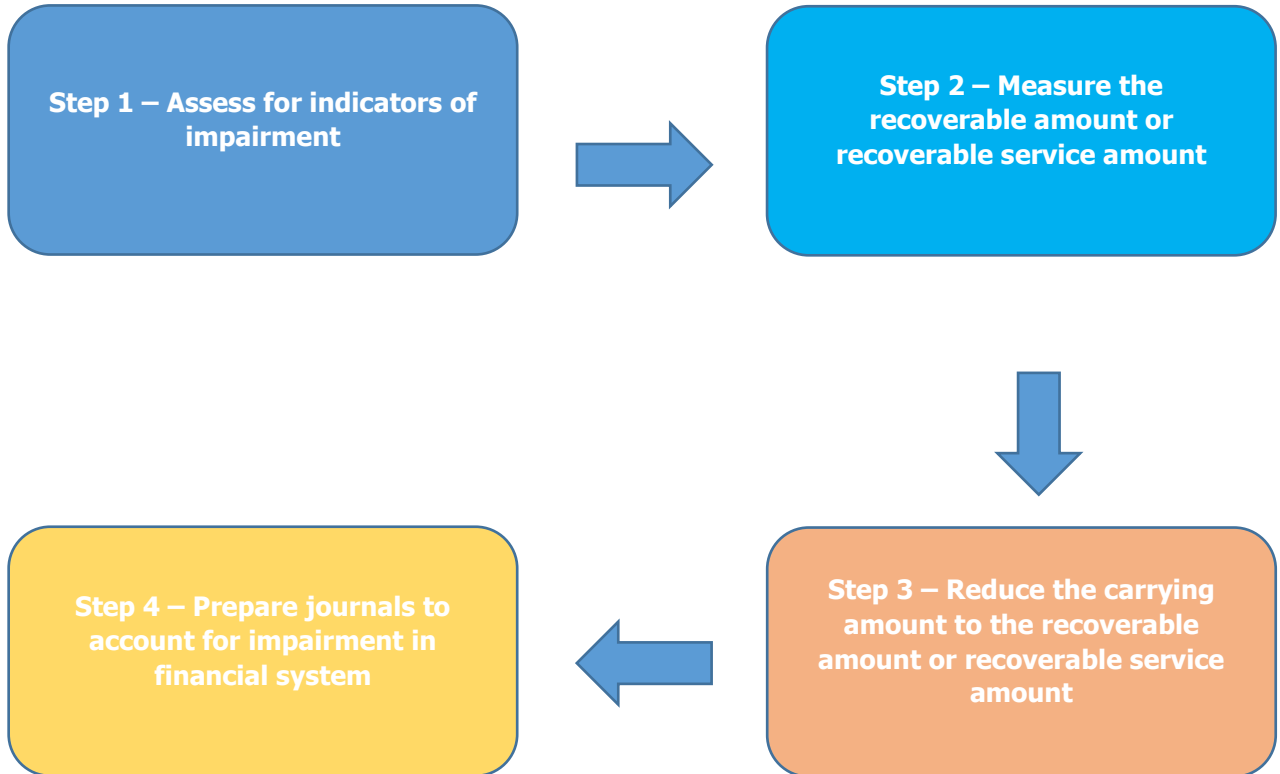 Step 1 – Assess for indicators of
impairment
Step 2 – Measure the
recoverable amount or
recoverable service amount
Step 3 – Reduce the carrying
amount to the recoverable
amount or recoverable service
amount
Step 4 – Prepare journals to
account for impairment in
financial system